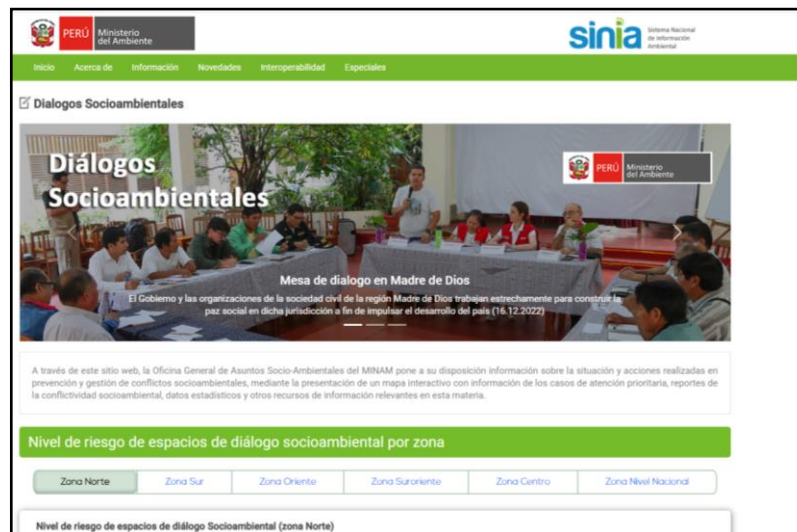 PERÚ
Ministerio
del Ambiente
sinia
Sistema Nacional
de Información
Ambiental
Inicio Acerca de Información Novedades Interoperabilidad Especiales
Dialogos Socioambientales
Diálogos
Socioambientales
PERÚ
Ministerio
del Ambiente
Mesa de dialogo en Madre de Dios
El Gobierno y las organizaciones de la sociedad civil de la región Madre de Dios trabajan estrechamente para construir la
paz social en dicha jurisdicción a fin de impulsar el desarrollo del país (16.12.2022)
A través de este sitio web, la Oficina General de Asuntos Socio-Ambientales del MINAM pone a su disposición información sobre la situación y acciones realizadas en
prevención y gestión de conflictos socioambientales, mediante la presentación de un mapa interactivo con información de los casos de atención prioritaria, reportes de
la conflictividad socioambiental, datos estadísticos y otros recursos de información relevantes en esta materia.
Nivel de riesgo de espacios de diálogo socioambiental por zona
Zona Norte Zona Sur Zona Oriente Zona Suroriente Zona Centro Zona Nivel Nacional
Nivel de riesgo de espacios de diálogo Socioambiental (zona Norte)